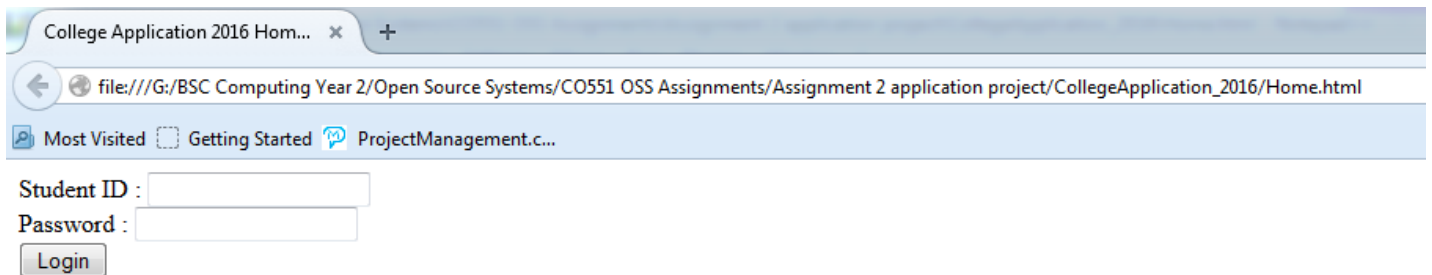 College Application 2016 Hom... × +
file:///G:/BSC Computing Year 2/Open Source Systems/CO551 OSS Assignments/Assignment 2 application project/CollegeApplication_2016/Home.html
Most Visited Getting Started ProjectManagement.c...
Student ID :
Password :
Login